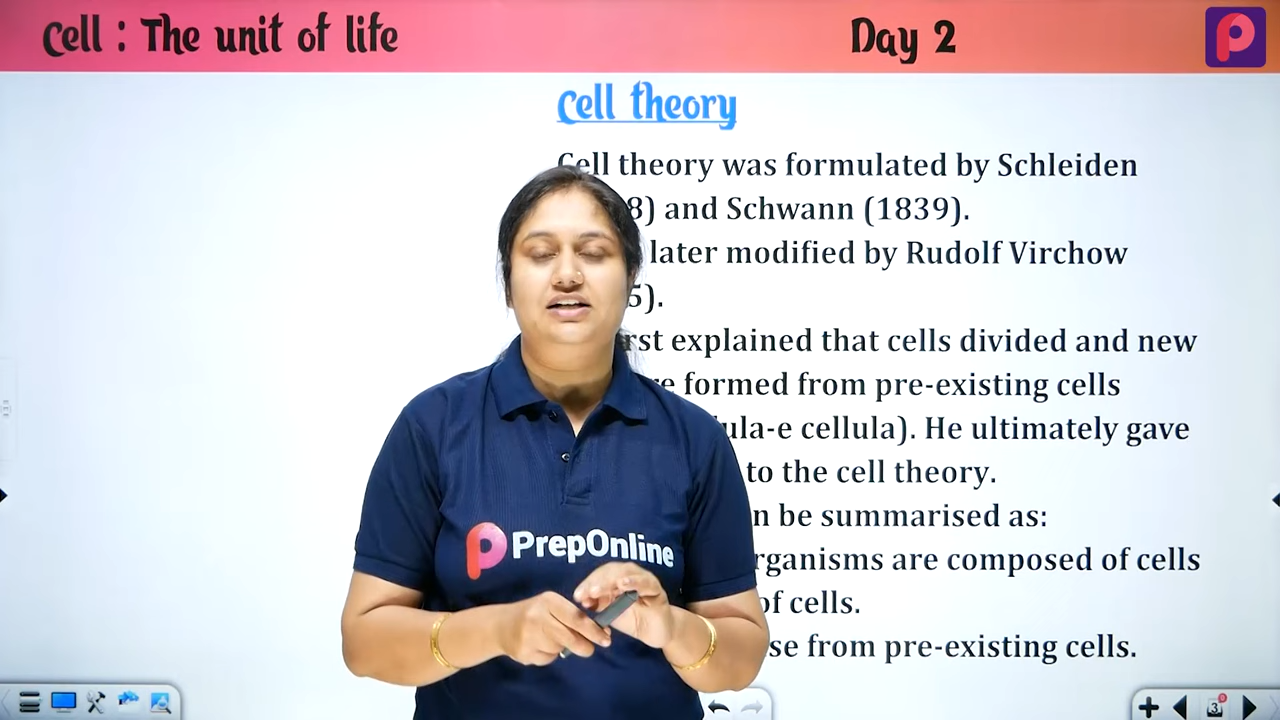 Cell : The unit of life
Day 2
Cell theory
Cell theory was formulated by Schleiden
8) and Schwann (1839).
later modified by Rudolf Virchow
5).
rst explained that cells divided and new
e formed from pre-existing cells
ula-e cellula). He ultimately gave
to the cell theory.
n be summarised as:
rganisms are composed of cells
of cells.
se from pre-existing cells.
PrepOnline
3